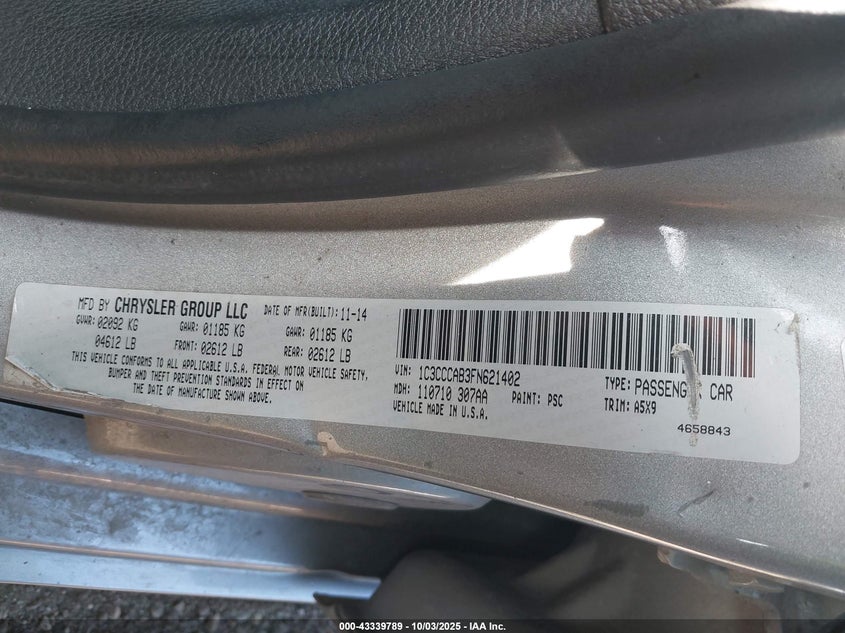 MFD BY CHRYSLER GROUP LLC
DATE OF MFR(BUILT): 11-14
GVWR: 02092 KG
04612 LB
GAWR: 01185 KG
FRONT: 02612 LB
GAWR: 01185 KG
REAR: 02612 LB
THIS VEHICLE CONFORMS TO ALL APPLICABLE U.S.A. FEDERAL MOTOR VEHICLE SAFETY,
BUMPER AND THEFT PREVENTION STANDARDS IN EFFECT ON
THE DATE OF MANUFACTURE SHOWN ABOVE.
VIN: 1C3CCCAB3FN621402
MDH: 110710 307AA
PAINT: PSC
VEHICLE MADE IN U.S.A.
TYPE: PASSENG CAR
TRIM: A5X9
4658843
000-43339789 - 10/03/2025 - IAA Inc.